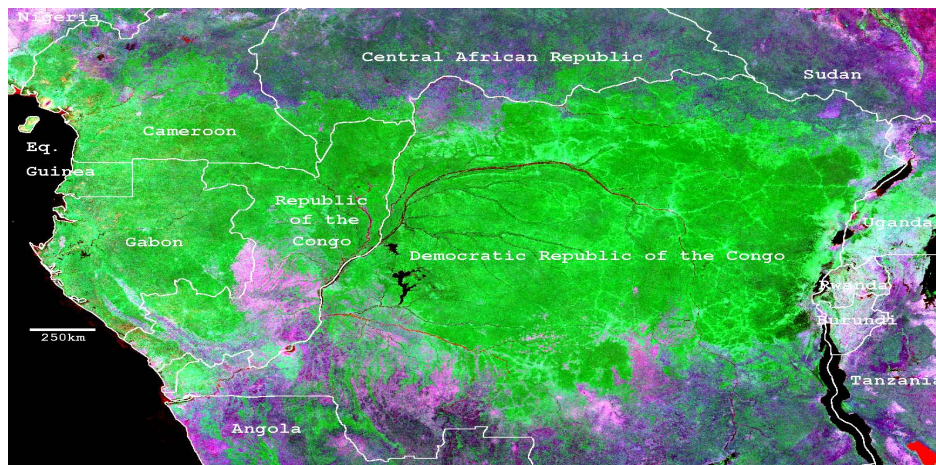 Nigeria
Central African Republic
Sudan
Cameroon
Eq.
Guinea
Republic
of the
Congo
Gabon
Democratic Republic of the Congo
Uganda
Rwanda
Burundi
250km
Tanzania
Angola